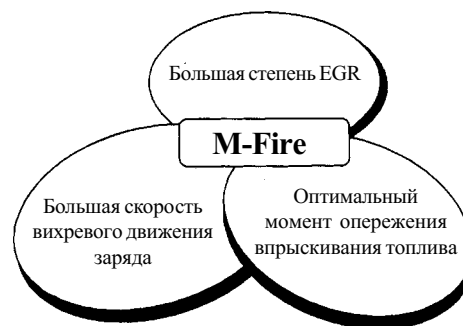 Большая степень EGR
M-Fire
Большая скорость
вихревого движения
заряда
Оптимальный
момент опережения
впрыскивания топлива